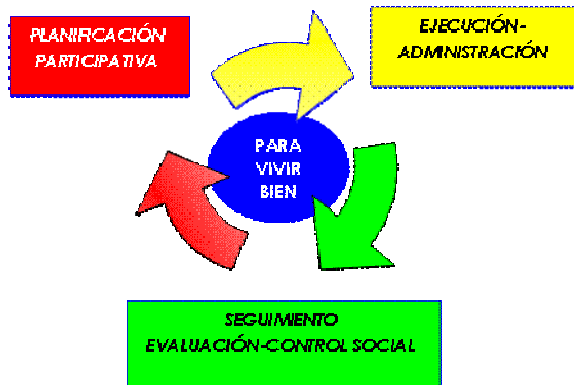 PLANIFICACIÓN
PARTICIPATIVA
EJECUCIÓN-
ADMINISTRACIÓN
PARA
VIVIR
BIEN
SEGUIMIENTO
EVALUACIÓN-CONTROL SOCIAL